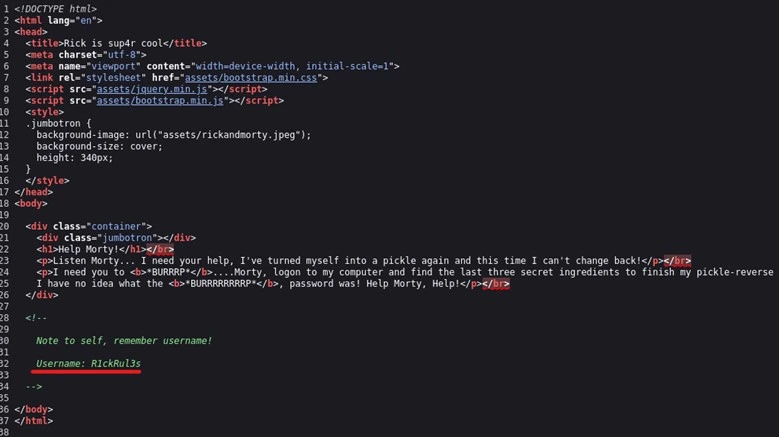 1 <!DOCTYPE html>
2 <html lang="en">
3 <head>
4 <title>Rick is sup4r cool</title>
5 <meta charset="utf-8">
6 <meta name="viewport" content="width=device-width, initial-scale=1">
7 <link rel="stylesheet" href="assets/bootstrap.min.css">
8 <script src="assets/jquery.min.js"></script>
9 <script src="assets/bootstrap.min.js"></script>
10 <style>
11 .jumbotron {
12 background-image: url("assets/rickandmorty.jpeg");
13 background-size: cover;
14 height: 340px;
15 }
16 </style>
17 </head>
18 <body>
19
20 <div class="container">
21 <div class="jumbotron"></div>
22 <h1>Help Morty!</h1></br>
23 <p>Listen Morty... I need your help, I've turned myself into a pickle again and this time I can't change back!</p></br>
24 <p>I need you to <b>*BURRRP*</b>....Morty, logon to my computer and find the last three secret ingredients to finish my pickle-reverse
25 I have no idea what the <b>*BURRRRRRRRP*</b>, password was! Help Morty, Help!</p></br>
26 </div>
27
28 <!--
29
30 Note to self, remember username!
31
32 Username: R1ckRul3s
33
34 -->
35
36 </body>
37 </html>
38